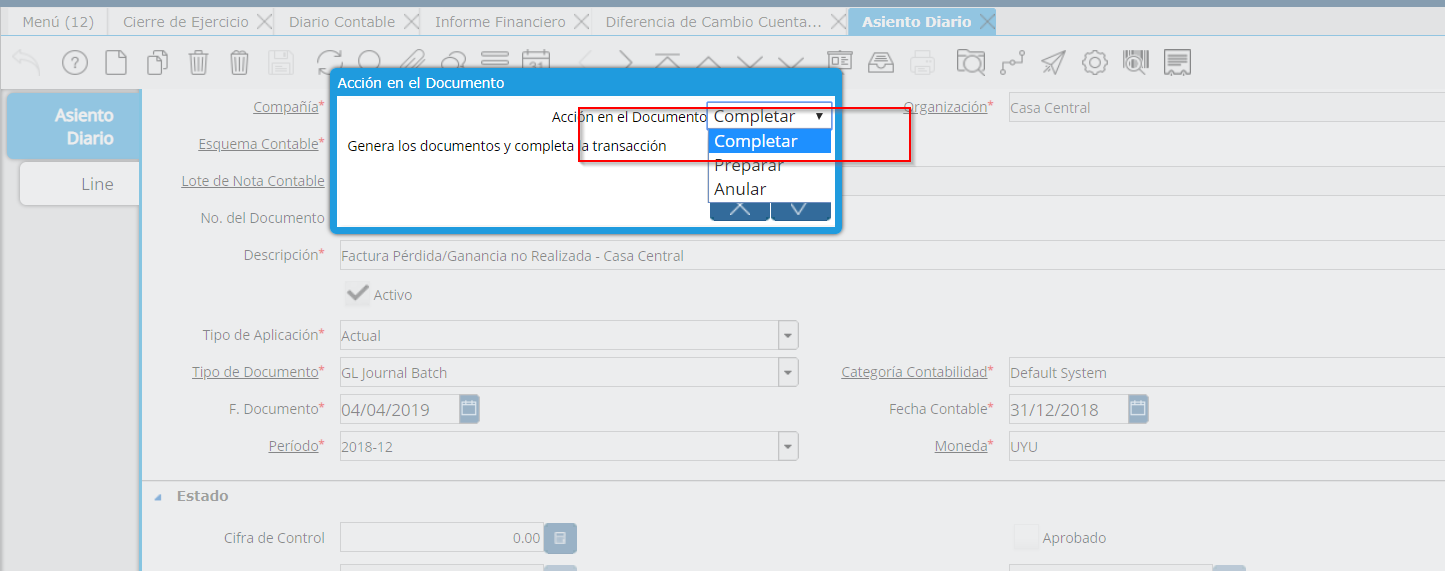 Menú (12) Cierre de Ejercicio Diario Contable Informe Financiero Diferencia de Cambio Cuenta... Asiento Diario
31
Acción en el Documento
Asiento Diario
Line
Compañía*
Organización* Casa Central
Acción en el Documento Completar
Completar
Preparar
Anular
Esquema Contable*
Genera los documentos y completa la transacción
Lote de Nota Contable
No. del Documento
Descripción* Factura Pérdida/Ganancia no Realizada - Casa Central
Activo
Tipo de Aplicación* Actual
Tipo de Documento* GL Journal Batch Categoría Contabilidad* Default System
F. Documento* 04/04/2019 Fecha Contable* 31/12/2018
Período* 2018-12 Moneda* UYU
Estado
Cifra de Control 0.00 Aprobado